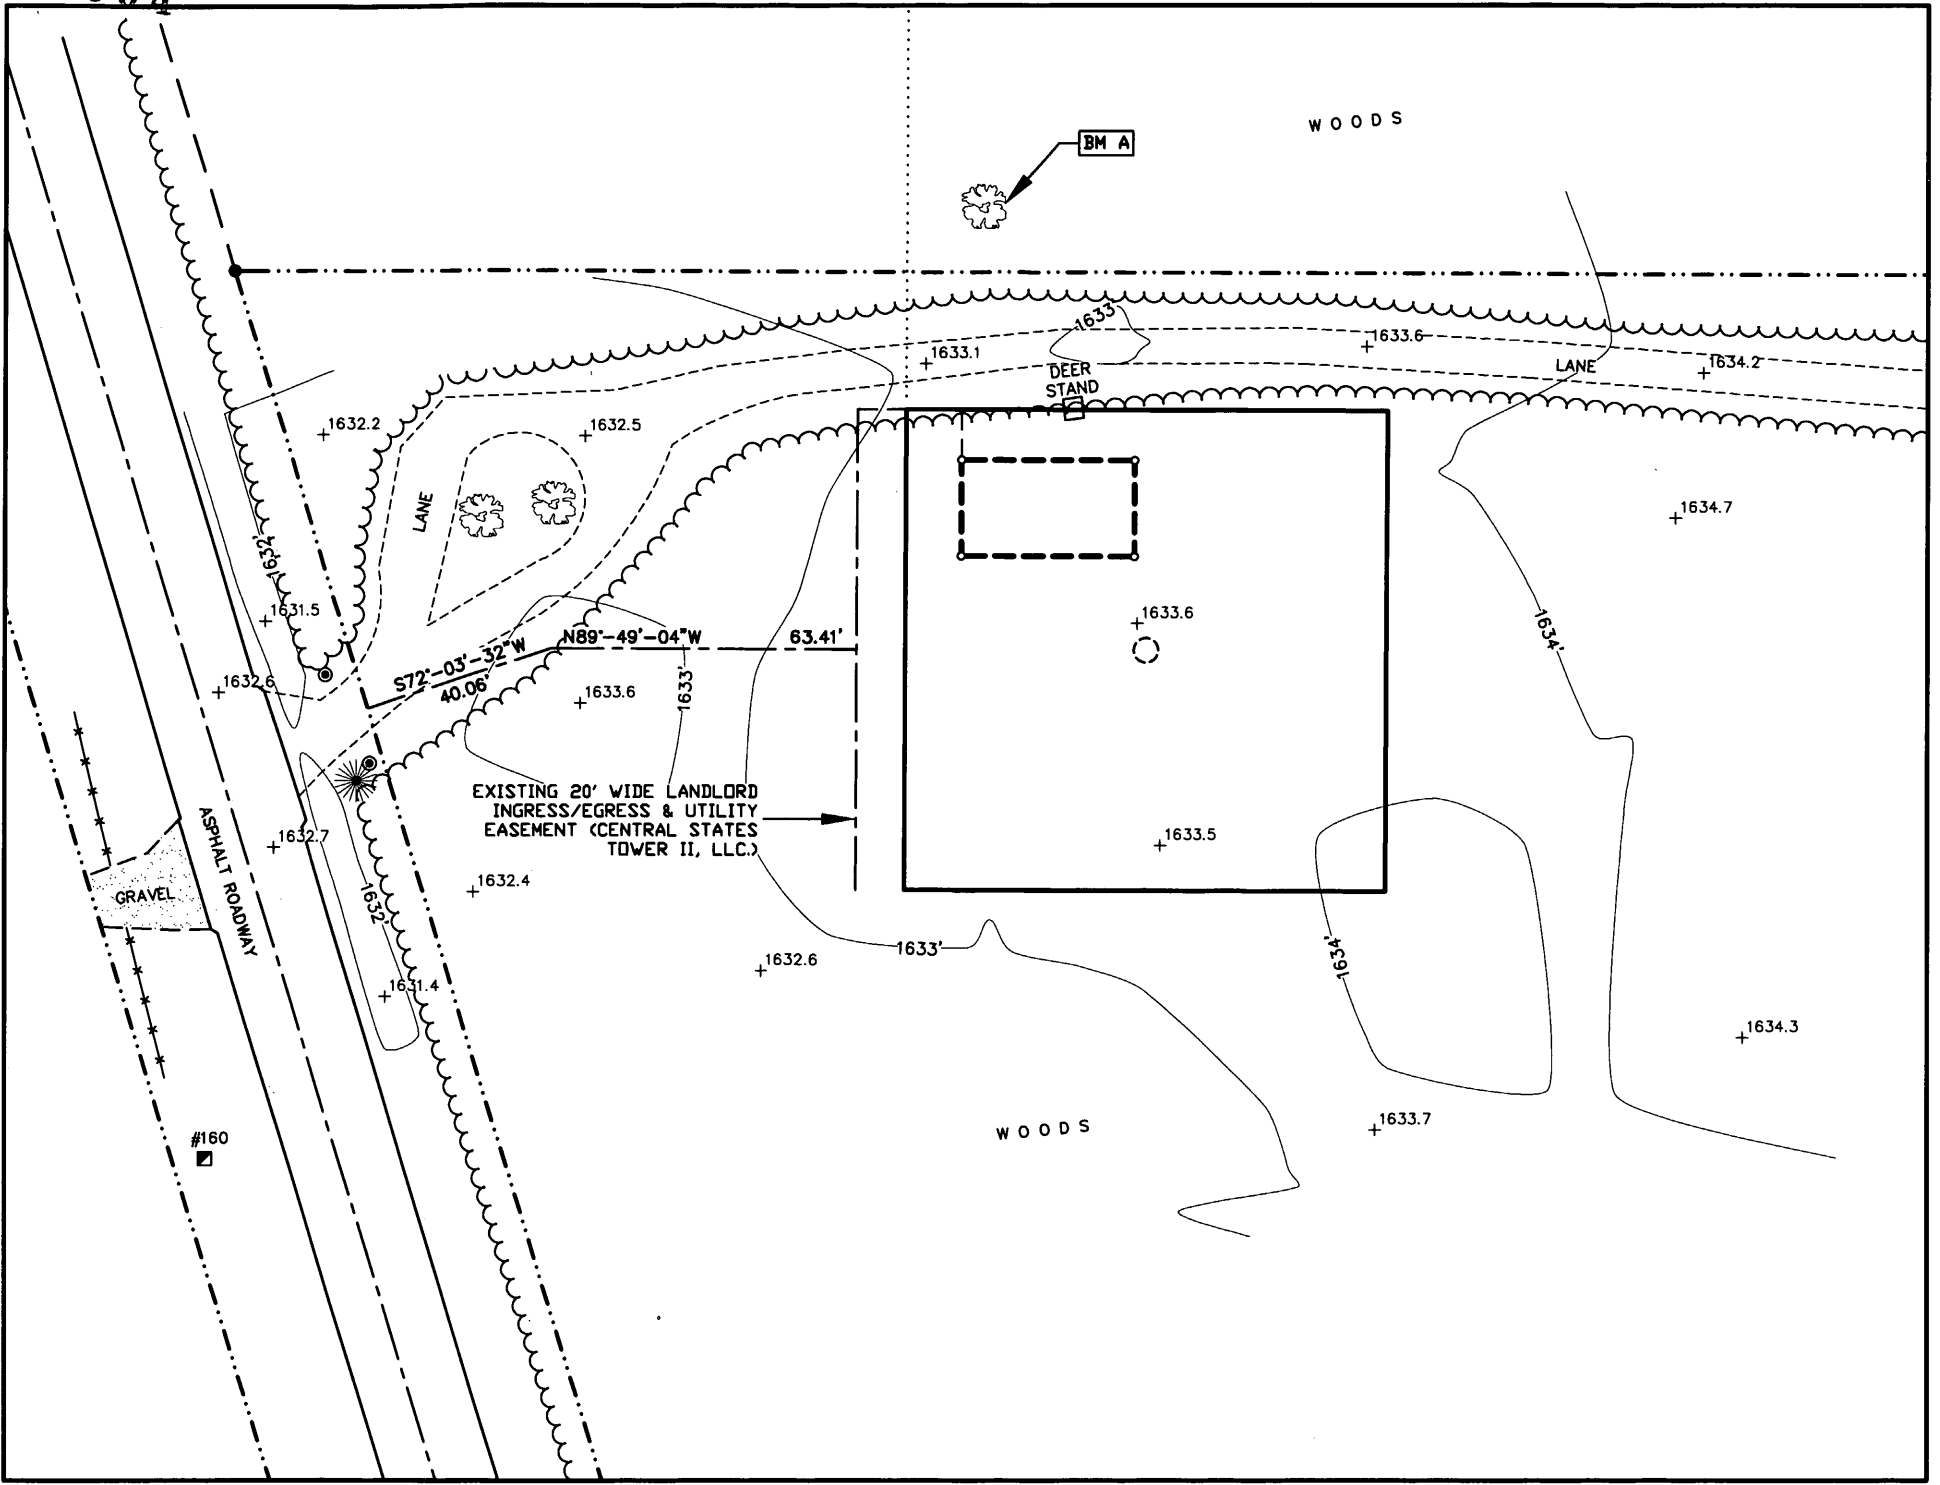 WOODS
BM A
1633'
1633.6
1633.1
LANE
1634.2
DEER
STAND
1632.2
1632.5
LANE
1634.7
1632'
1631.5
1633.6
1634'
N89°-49'-04"W 63.41'
S72°-03'-32"W
40.06'
1632.6
1633.6
1633'
EXISTING 20' WIDE LANDLORD
INGRESS/EGRESS & UTILITY
EASEMENT (CENTRAL STATES
TOWER II, LLC.)
1632.7
1633.5
ASPHALT ROADWAY
GRAVEL
1632'
1632.4
1633'
1632.6
1634'
1631.4
1634.3
#160
WOODS
1633.7